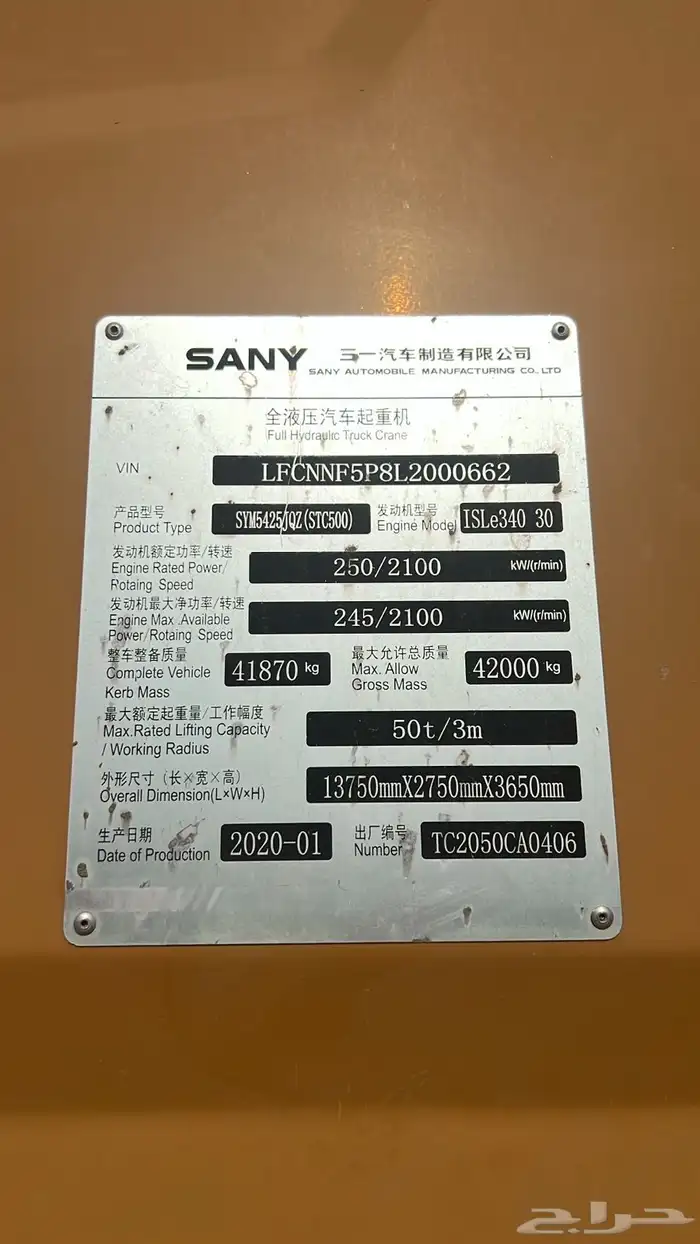 SANY 三一汽车制造有限公司
SANY AUTOMOBILE MANUFACTURING CO., LTD
全液压汽车起重机
Full Hydraulic Truck Crane
VIN LFCNNF5P8L2000662
产品型号 发动机型号
Product Type SYM5425JQZ(STC500) Engine Model ISLe340 30
发动机额定功率/转速
Engine Rated Power/ 250/2100 kW/(r/min)
Rotaing Speed
发动机最大净功率/转速
Engine Max .Available 245/2100 kW/(r/min)
Power/Rotaing Speed
整车整备质量 最大允许总质量
Complete Vehicle 41870 kg Max. Allow 42000 kg
Kerb Mass Gross Mass
最大额定起重量/工作幅度
Max.Rated Lifting Capacity 50t/3m
/ Working Radius
外形尺寸（长×宽×高）
Overall Dimension(L×W×H) 13750mmX2750mmX3650mm
生产日期 出厂编号
Date of Production 2020-01 Number TC2050CA0406
حراج